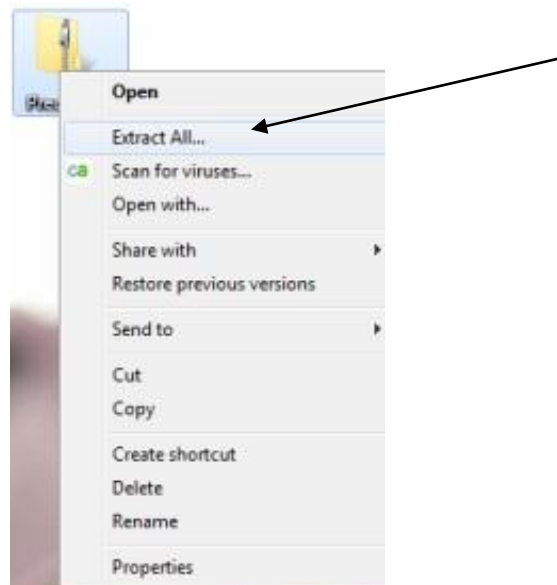 Open
Extract All...
ca Scan for viruses...
Open with...
Share with
Restore previous versions
Send to
Cut
Copy
Create shortcut
Delete
Rename
Properties